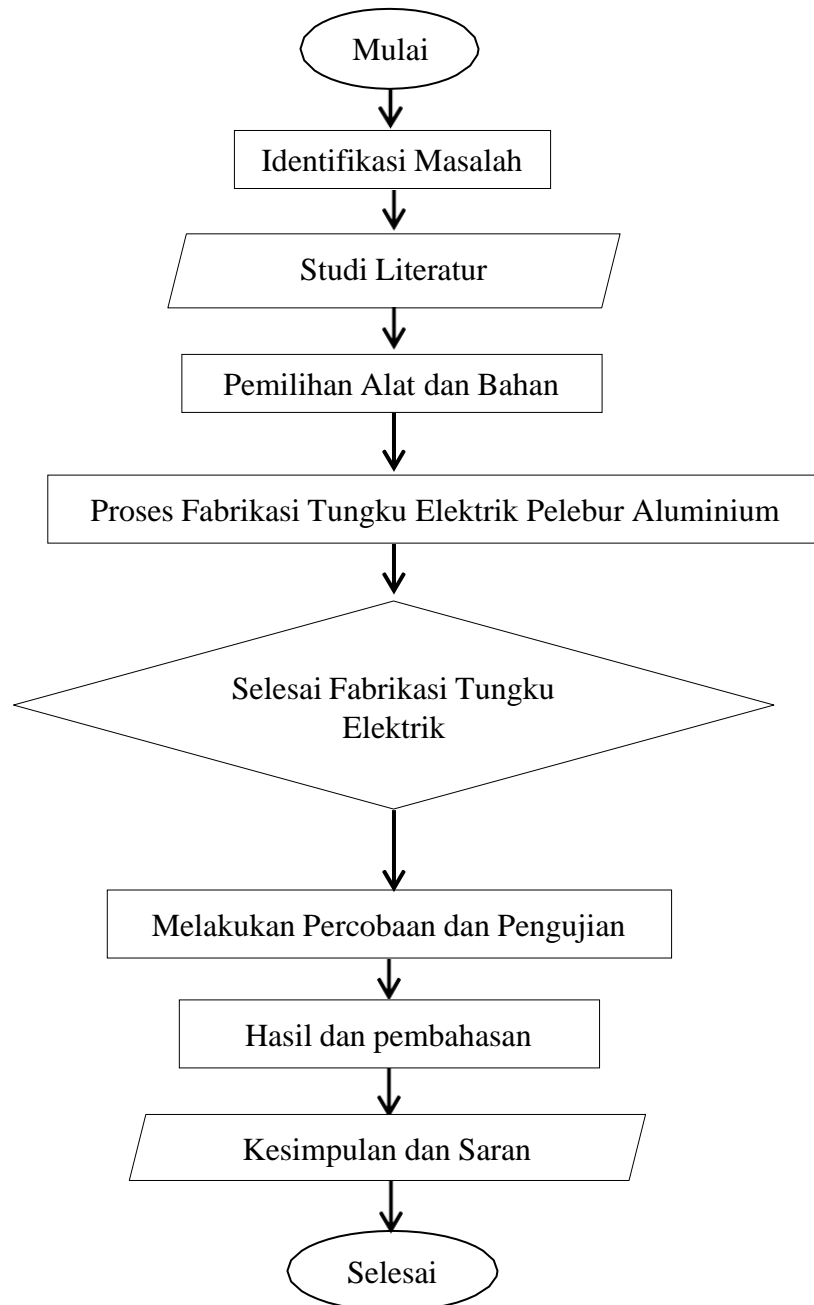 Mulai
Identifikasi Masalah
Studi Literatur
Pemilihan Alat dan Bahan
Proses Fabrikasi Tungku Elektrik Pelebur Aluminium
Selesai Fabrikasi Tungku
Elektrik
Melakukan Percobaan dan Pengujian
Hasil dan pembahasan
Kesimpulan dan Saran
Selesai